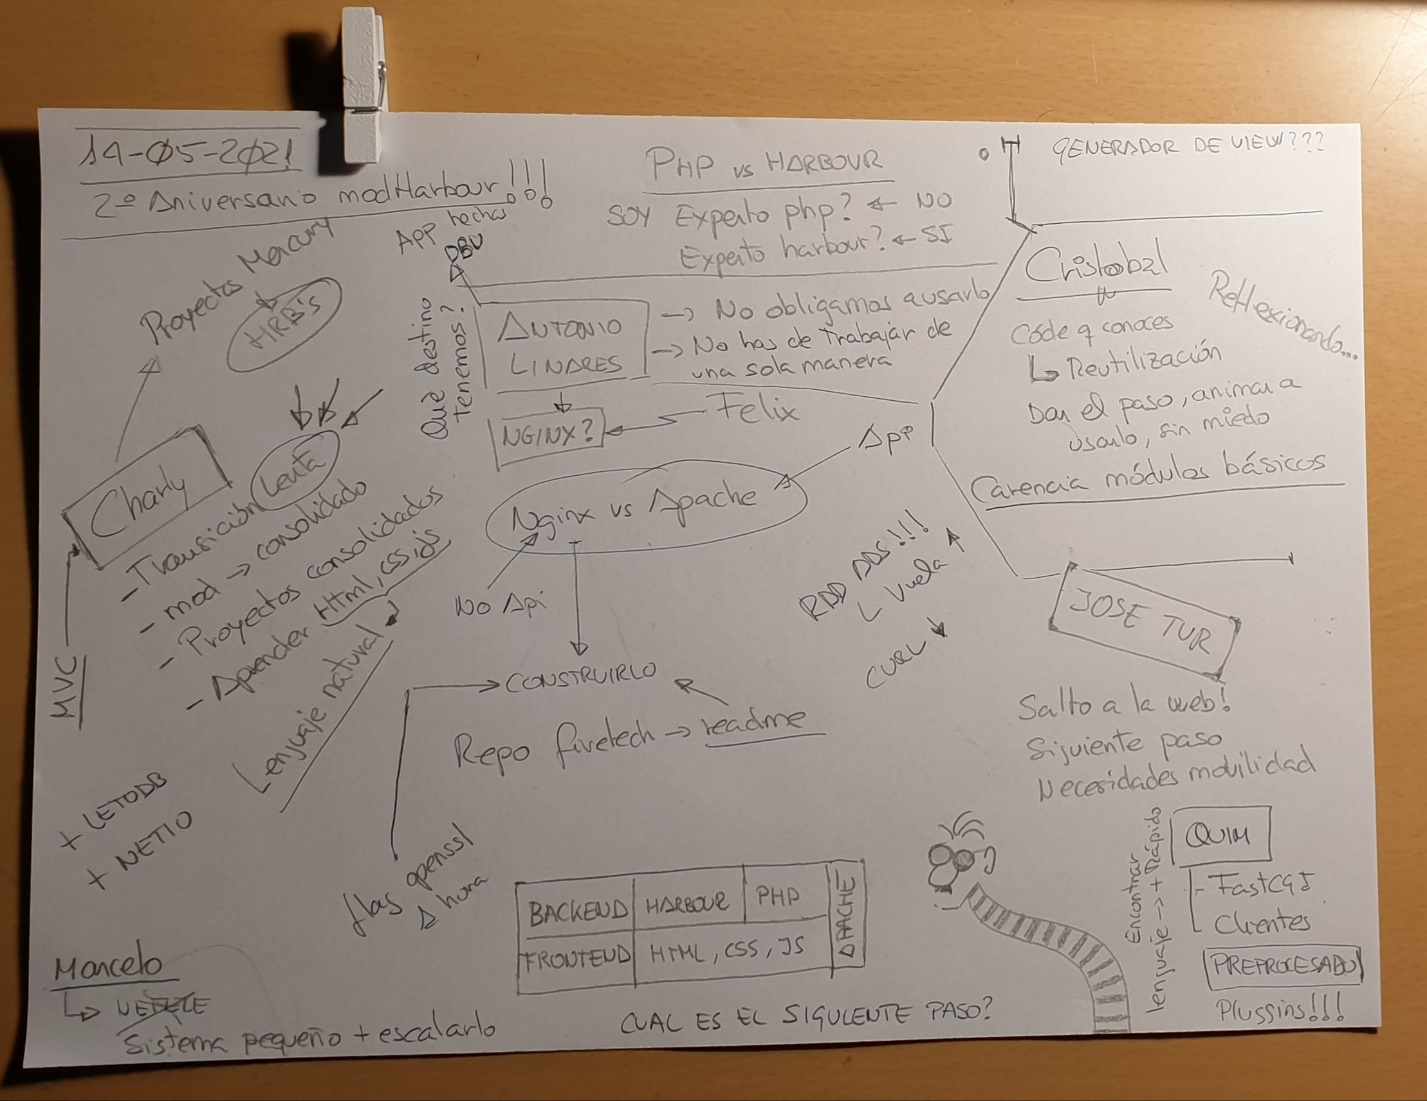 14-05-2021
2º Aniversario modHarbour!!!
PHP vs HARBOUR
SOY Experto php? ← NO
Experto harbour? ← SI
GENERADOR DE VIEW???
App hechas
DBU
Proyectos Mercury
HRB's
Qué destino
tenemos?
ANTONIO
LINARES
→ No obligamos a usarlo
→ No has de trabajar de
una sola manera
NGINX?
Felix
Cristobal
Reflexionando...
Code q conoces
↳ Reutilización
Dar el paso, animar a
usarlo, sin miedo
Carencia módulos básicos
App
Nginx vs Apache
No Api
CONSTRUIRLO
Repo fivetech → readme
Charly
MVC
- Transición lenta
- mod → consolidado
- Proyectos consolidados
- Aprender Html, css, js
Lenguaje natural
+ LETODB
+ NETIO
RDD ADS!!!
↳ Vuela
CURL
JOSE TUR
Salto a la web!
Siguiente paso
Necesidades movilidad
openssl
hora
BACKEND HARBOUR PHP
FRONTEND HTML, CSS, JS
APACHE
Encontrar
lenguaje → + Rápido
QUIM
- FastCGI
Clientes
PREPROCESADO
Plussins!!!
Marcelo
Sistema pequeño + escalarlo
CUAL ES EL SIGUIENTE PASO?